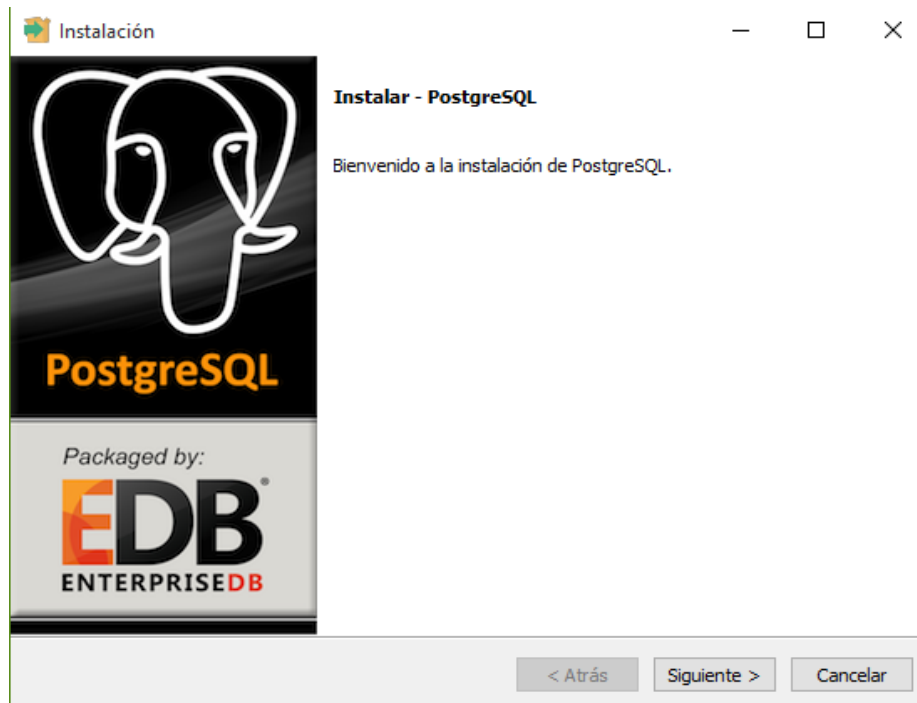 Instalación
Instalar - PostgreSQL
Bienvenido a la instalación de PostgreSQL.
PostgreSQL
Packaged by:
EDB®
ENTERPRISEDB
< Atrás
Siguiente >
Cancelar